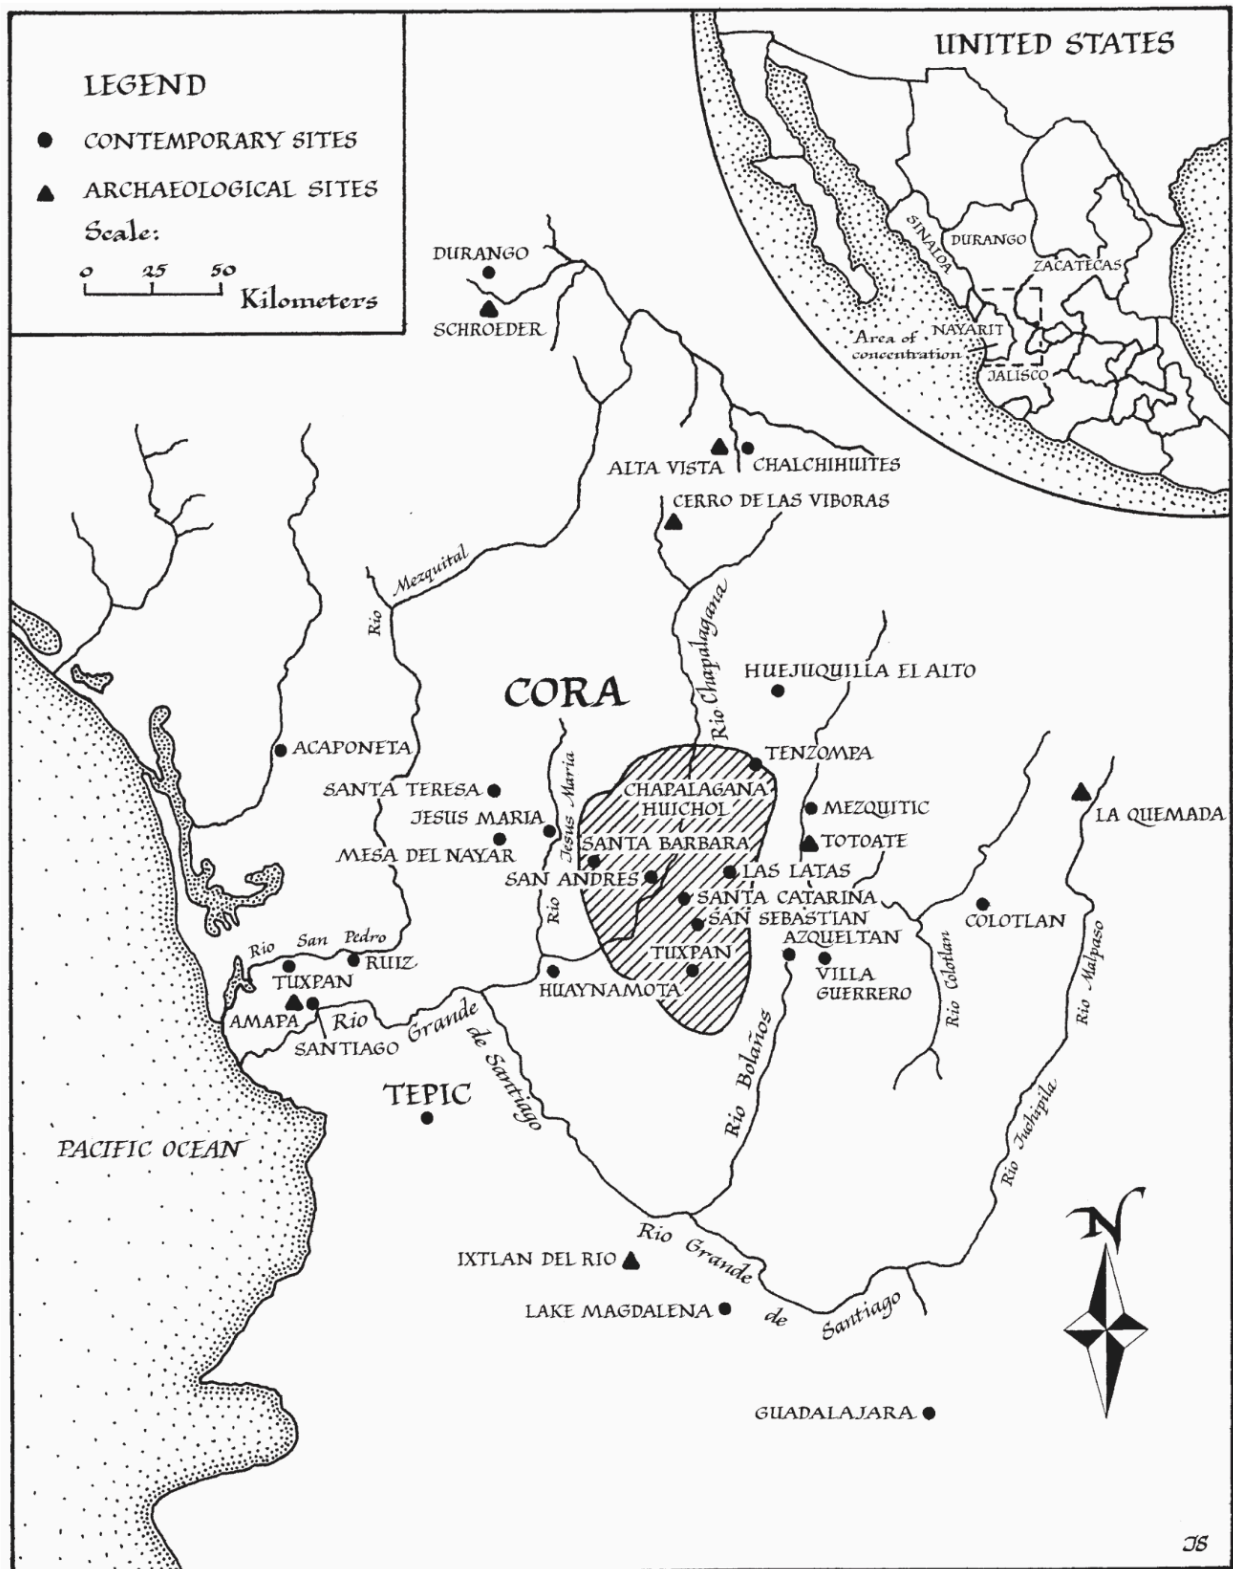 LEGEND
CONTEMPORARY SITES
ARCHAEOLOGICAL SITES
Scale:
0 25 50
Kilometers
UNITED STATES
SINALOA
DURANGO
ZACATECAS
NAYARIT
Area of
concentration
JALISCO
DURANGO
SCHROEDER
ALTA VISTA
CHALCHIHUITES
CERRO DE LAS VIBORAS
Rio Mezquital
Rio Chapalagana
HUEJUQUILLA EL ALTO
CORA
ACAPONETA
TENZOMPA
SANTA TERESA
CHAPALAGANA
HUICHOL
JESUS MARIA
Rio Jesus Maria
MEZQUITIC
LA QUEMADA
MESA DEL NAYAR
SANTA BARBARA
TOTOATE
SAN ANDRES
LAS LATAS
SANTA CATARINA
SAN SEBASTIAN
COLOTLAN
AZQUELTAN
Rio San Pedro
RUIZ
TUXPAN
TUXPAN
VILLA
GUERRERO
Rio Colotlan
Rio Malpaso
HUAYNAMOTA
AMAPA
SANTIAGO
Rio Grande de Santiago
TEPIC
Rio Bolaños
Rio Juchipila
PACIFIC OCEAN
N
IXTLAN DEL RIO
Rio Grande de Santiago
LAKE MAGDALENA
GUADALAJARA
JS